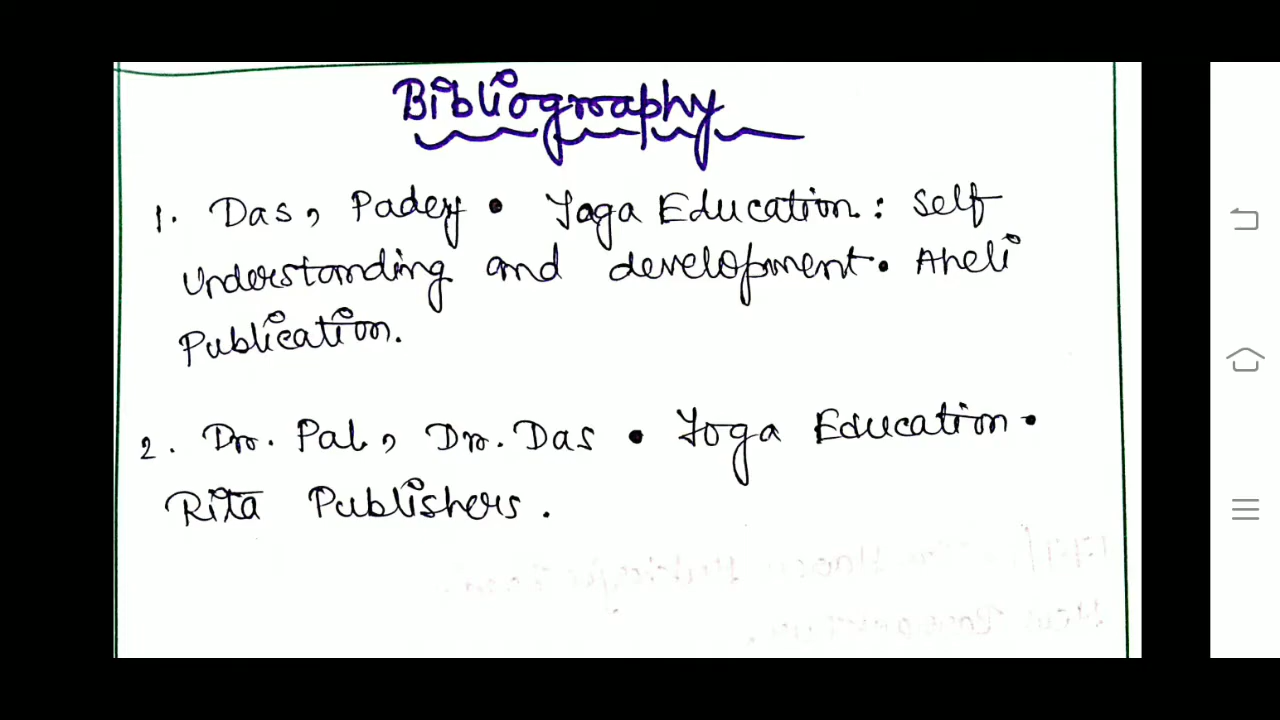 Bibliography
1. Das, Padey • Yoga Education: Self
Understanding and development. Aheli
Publication.
2. Dr. Pal, Dr. Das • Yoga Education.
Rita Publishers.